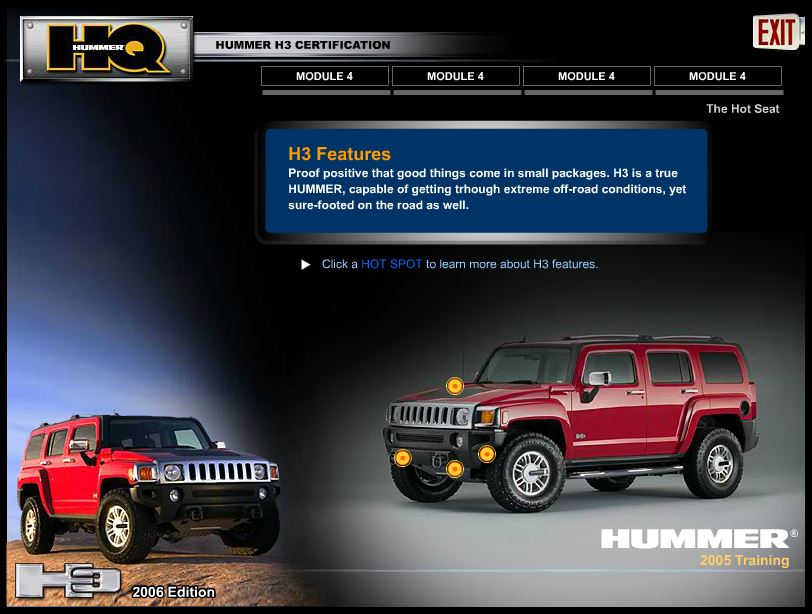 HUMMER HQ
EXIT
HUMMER H3 CERTIFICATION
MODULE 4 MODULE 4 MODULE 4 MODULE 4
The Hot Seat
H3 Features
Proof positive that good things come in small packages. H3 is a true
HUMMER, capable of getting trhough extreme off-road conditions, yet
sure-footed on the road as well.
Click a HOT SPOT to learn more about H3 features.
HUMMER®
2005 Training
H3
2006 Edition